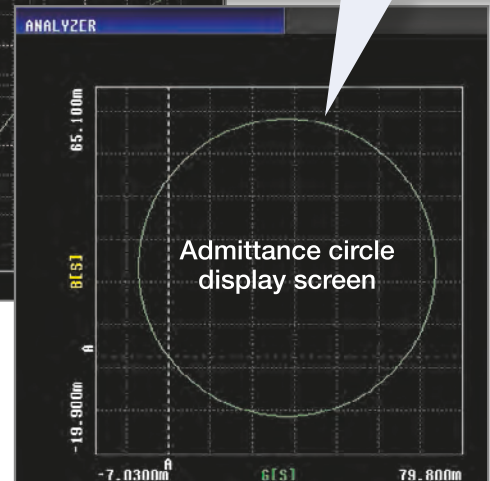 ANALYZER
65.100m
B[S]
A
-19.900m
Admittance circle
display screen
-7.0300m
A
G[S]
79.800m